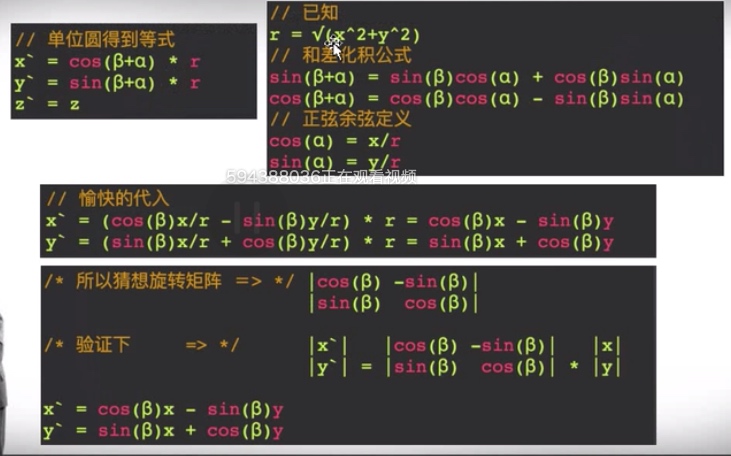 // 单位圆得到等式
x` = cos(β+α) * r
y` = sin(β+α) * r
z` = z
// 已知
r = √(x^2+y^2)
// 和差化积公式
sin(β+α) = sin(β)cos(α) + cos(β)sin(α)
cos(β+α) = cos(β)cos(α) - sin(β)sin(α)
// 正弦余弦定义
cos(α) = x/r
sin(α) = y/r
594388036正在观看视频
// 愉快的代入
x` = (cos(β)x/r - sin(β)y/r) * r = cos(β)x - sin(β)y
y` = (sin(β)x/r + cos(β)y/r) * r = sin(β)x + cos(β)y
/* 所以猜想旋转矩阵 => */ |cos(β) -sin(β)|
|sin(β) cos(β)|
/* 验证下 => */ |x`| |cos(β) -sin(β)| |x|
|y`| = |sin(β) cos(β)| * |y|
x` = cos(β)x - sin(β)y
y` = sin(β)x + cos(β)y